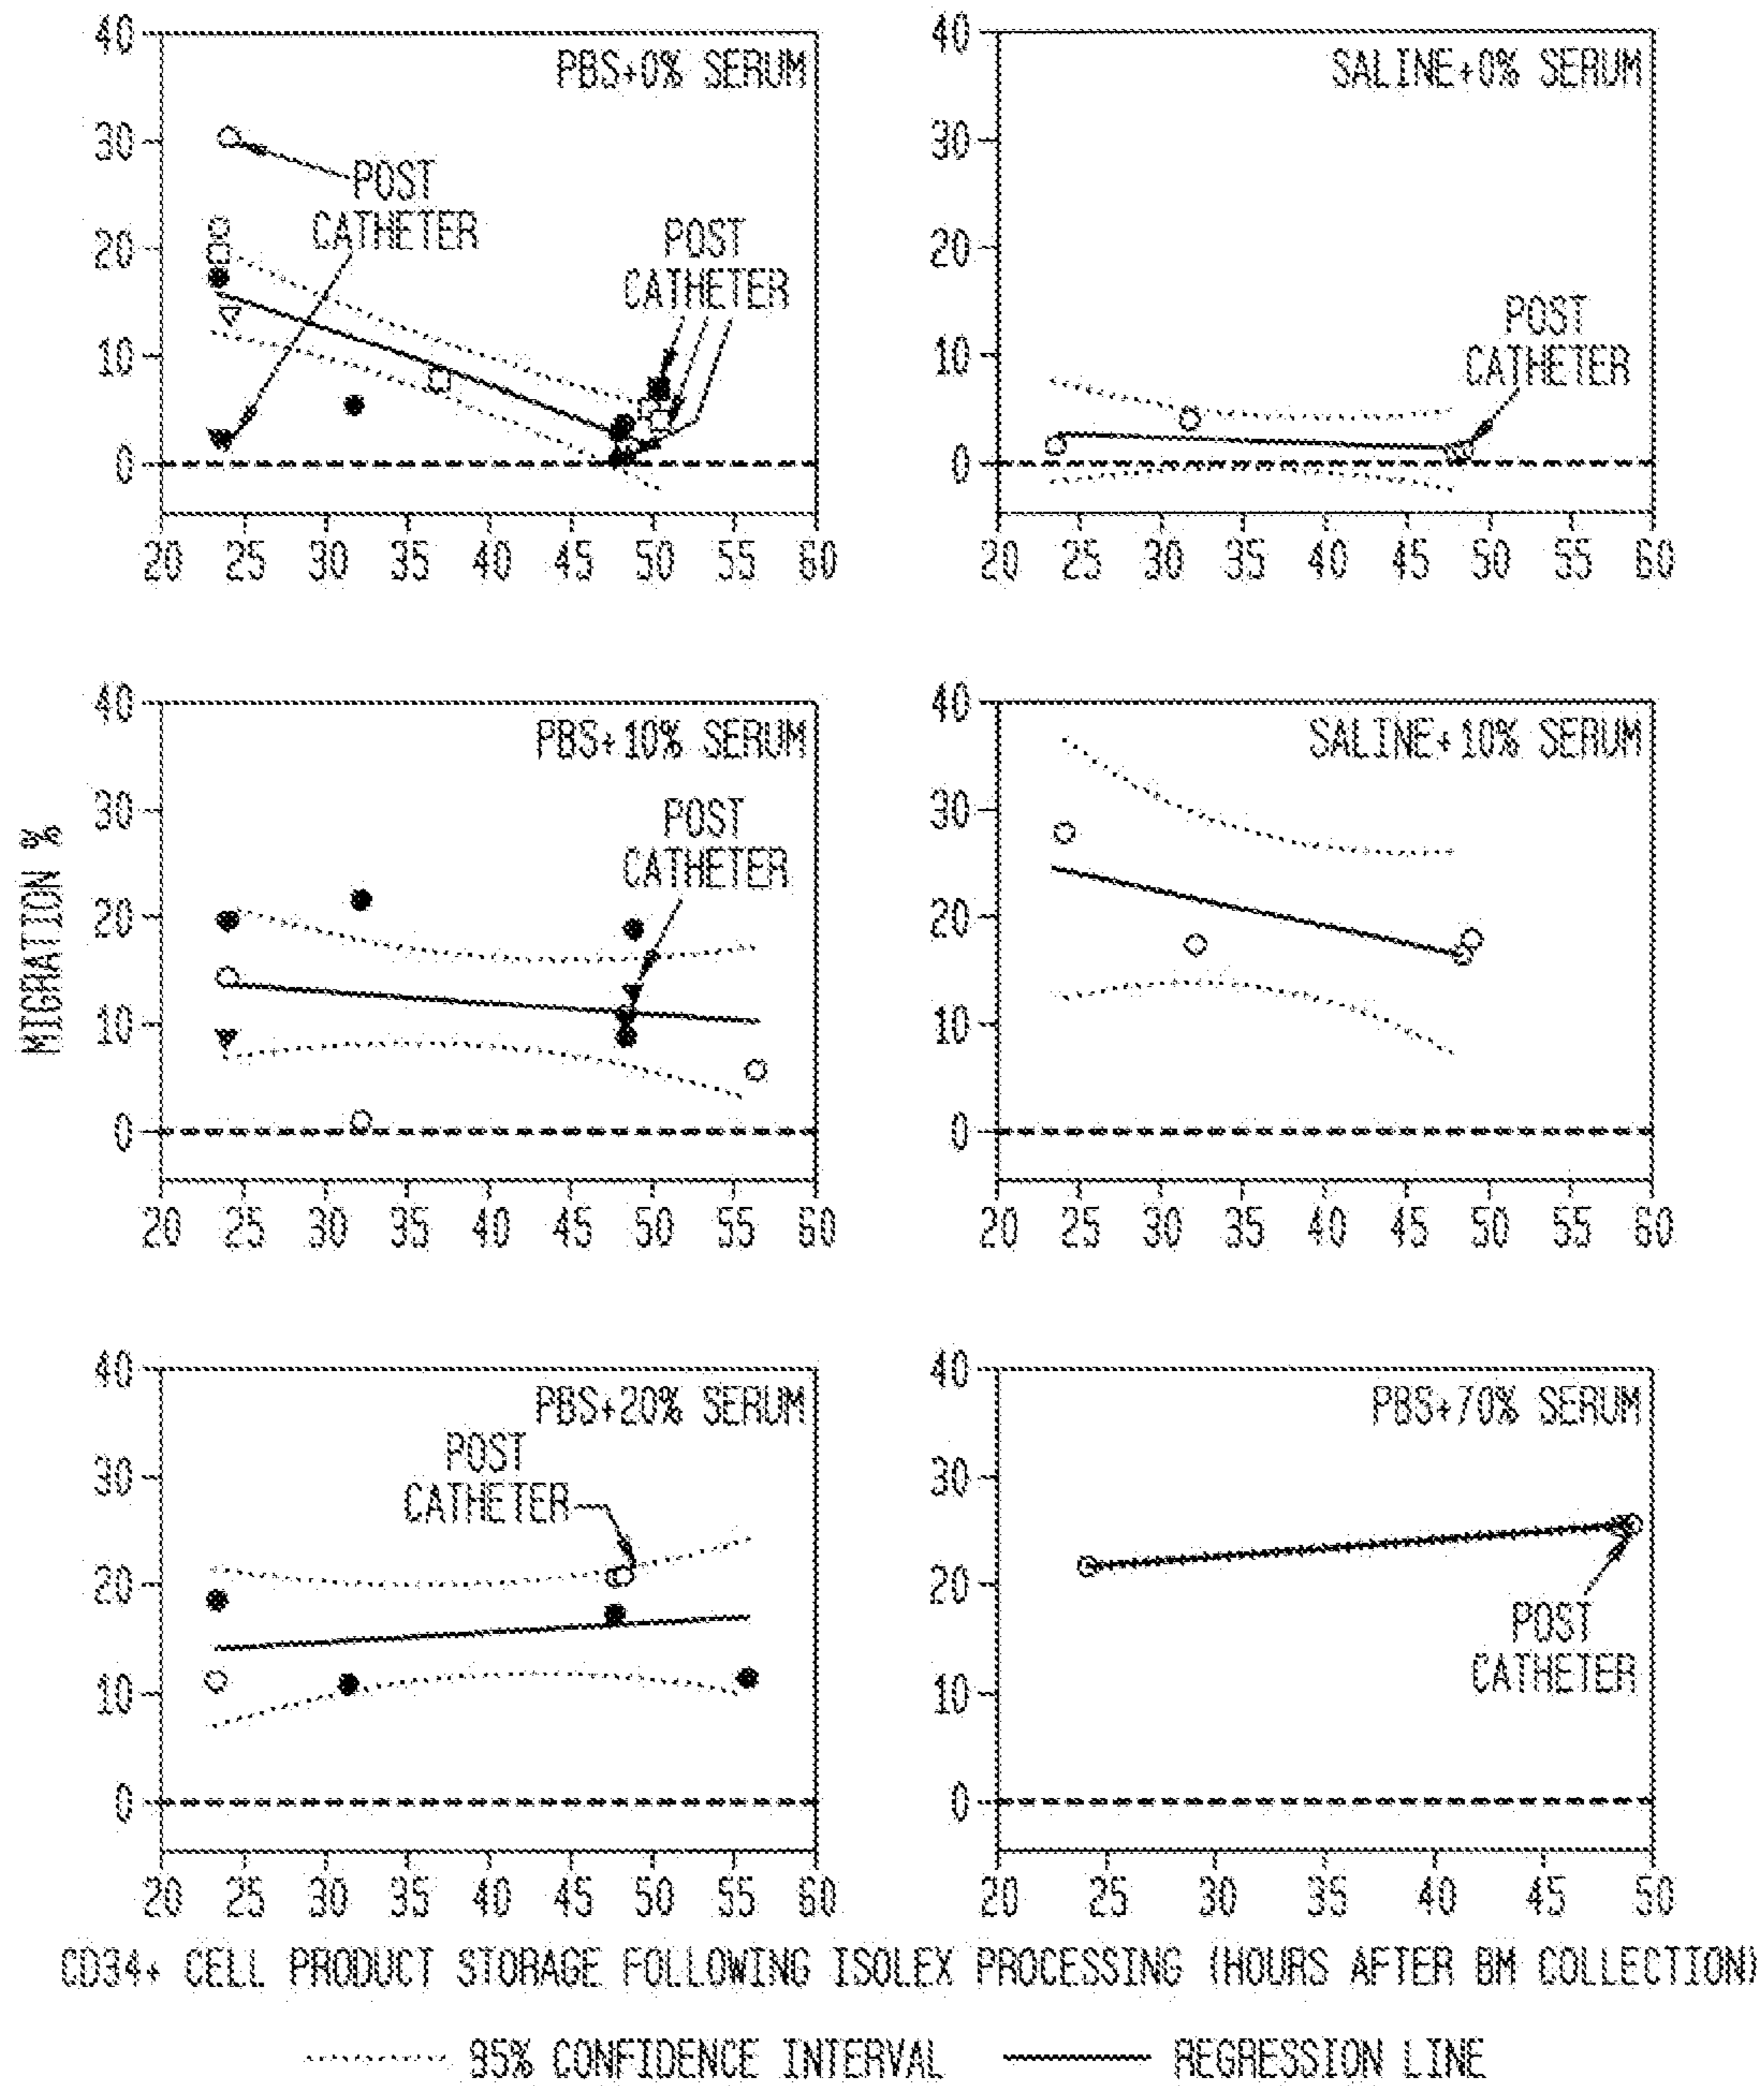 40
PBS+0% SERUM
30
POST
CATHETER
20
POST
CATHETER
10
0
20 25 30 35 40 45 50 55 60
40
SALINE+0% SERUM
30
20
POST
CATHETER
10
0
20 25 30 35 40 45 50 55 60
MIGRATION %
40
PBS+10% SERUM
30
POST
CATHETER
20
10
0
20 25 30 35 40 45 50 55 60
40
SALINE+10% SERUM
30
20
10
0
20 25 30 35 40 45 50 55 60
40
PBS+20% SERUM
POST
30
CATHETER
20
10
0
20 25 30 35 40 45 50 55 60
40
PBS+70% SERUM
30
20
POST
CATHETER
10
0
20 25 30 35 40 45 50
CD34+ CELL PRODUCT STORAGE FOLLOWING ISOLEX PROCESSING (HOURS AFTER BM COLLECTION)
95% CONFIDENCE INTERVAL
REGRESSION LINE